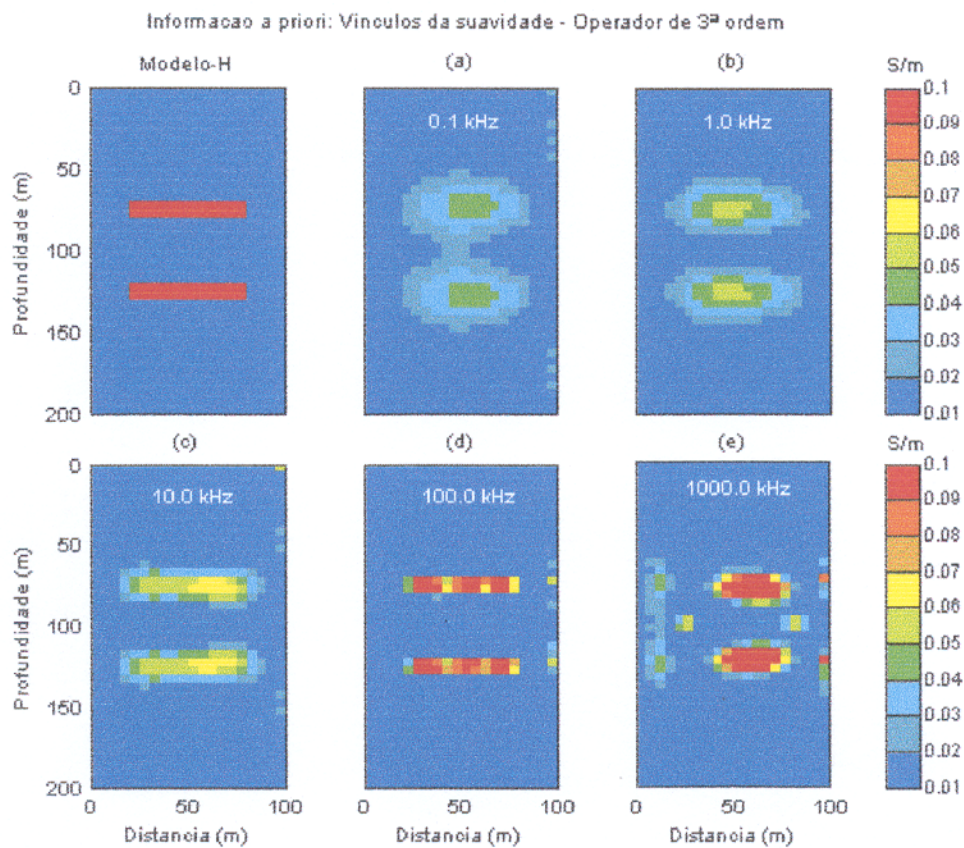 Informacao a priori: Vinculos da suavidade - Operador de 3ª ordem
Modelo-H
(a)
(b)
S/m
0
50
100
150
200
Profundidade (m)
0.1 kHz
1.0 kHz
0.1
0.09
0.08
0.07
0.06
0.05
0.04
0.03
0.02
0.01
(c)
(d)
(e)
S/m
0
50
100
150
200
Profundidade (m)
10.0 kHz
100.0 kHz
1000.0 kHz
0.1
0.09
0.08
0.07
0.06
0.05
0.04
0.03
0.02
0.01
0 50 100
0 50 100
0 50 100
Distancia (m)
Distancia (m)
Distancia (m)